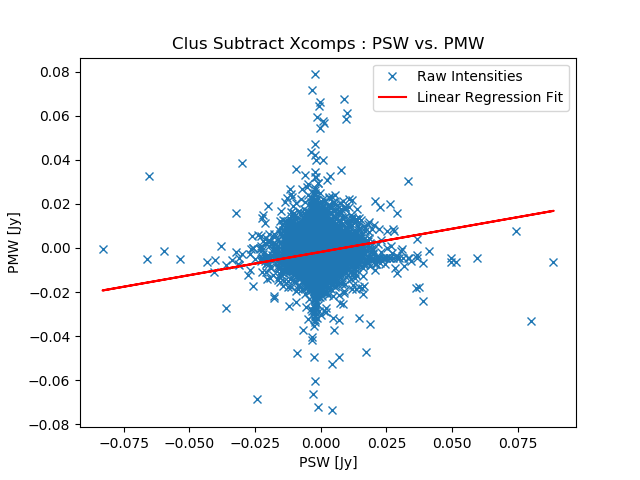 Clus Subtract Xcomps : PSW vs. PMW
Raw Intensities
Linear Regression Fit
PMW [Jy]
0.08
0.06
0.04
0.02
0.00
−0.02
−0.04
−0.06
−0.08
−0.075 −0.050 −0.025 0.000 0.025 0.050 0.075
PSW [Jy]